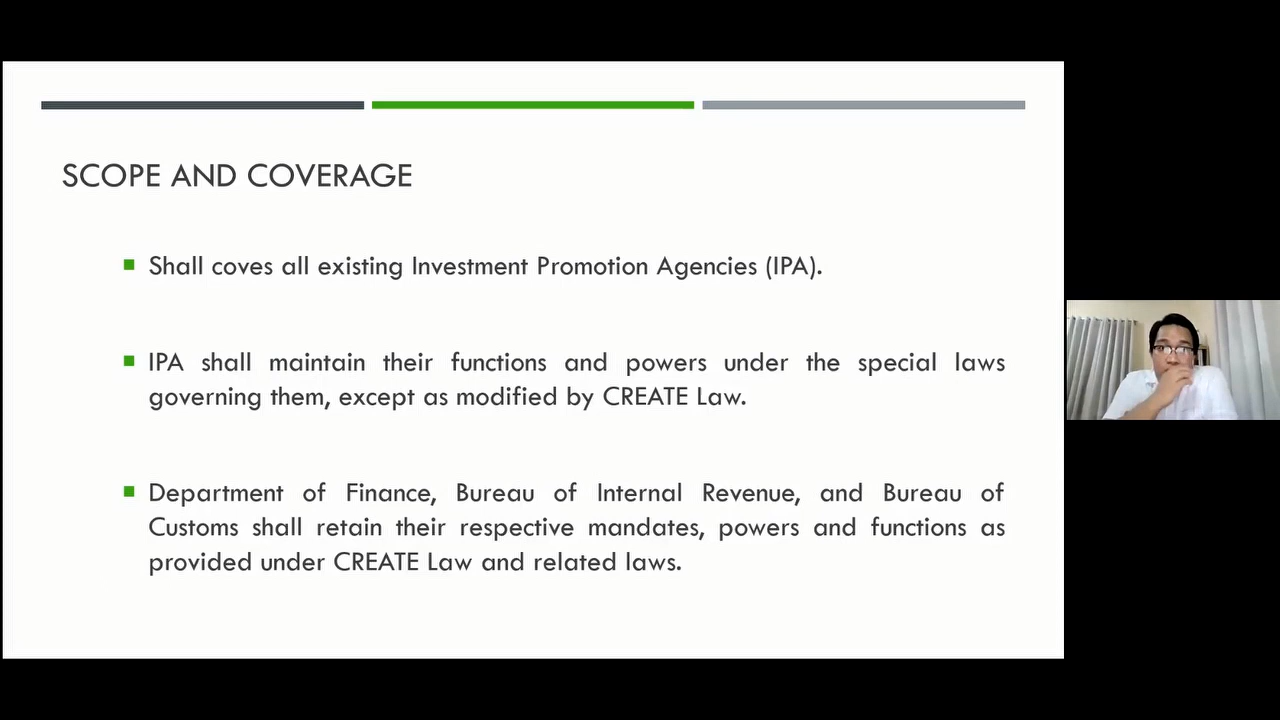 SCOPE AND COVERAGE
Shall coves all existing Investment Promotion Agencies (IPA).
IPA shall maintain their functions and powers under the special laws
governing them, except as modified by CREATE Law.
Department of Finance, Bureau of Internal Revenue, and Bureau of
Customs shall retain their respective mandates, powers and functions as
provided under CREATE Law and related laws.